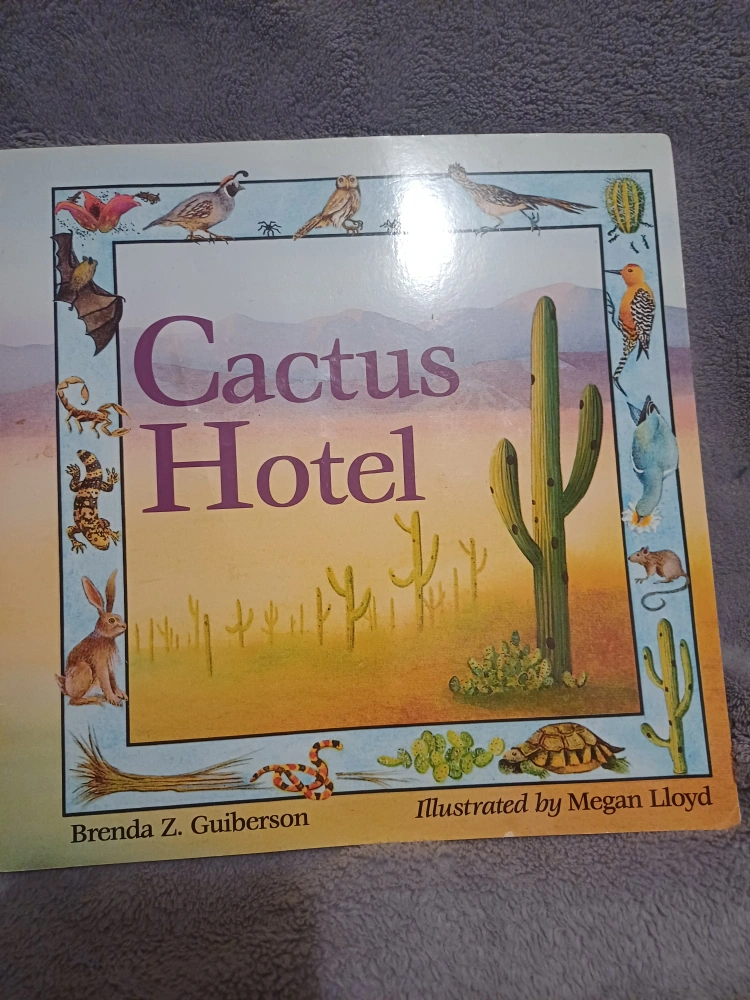 Cactus
Hotel
Brenda Z. Guiberson
Illustrated by Megan Lloyd